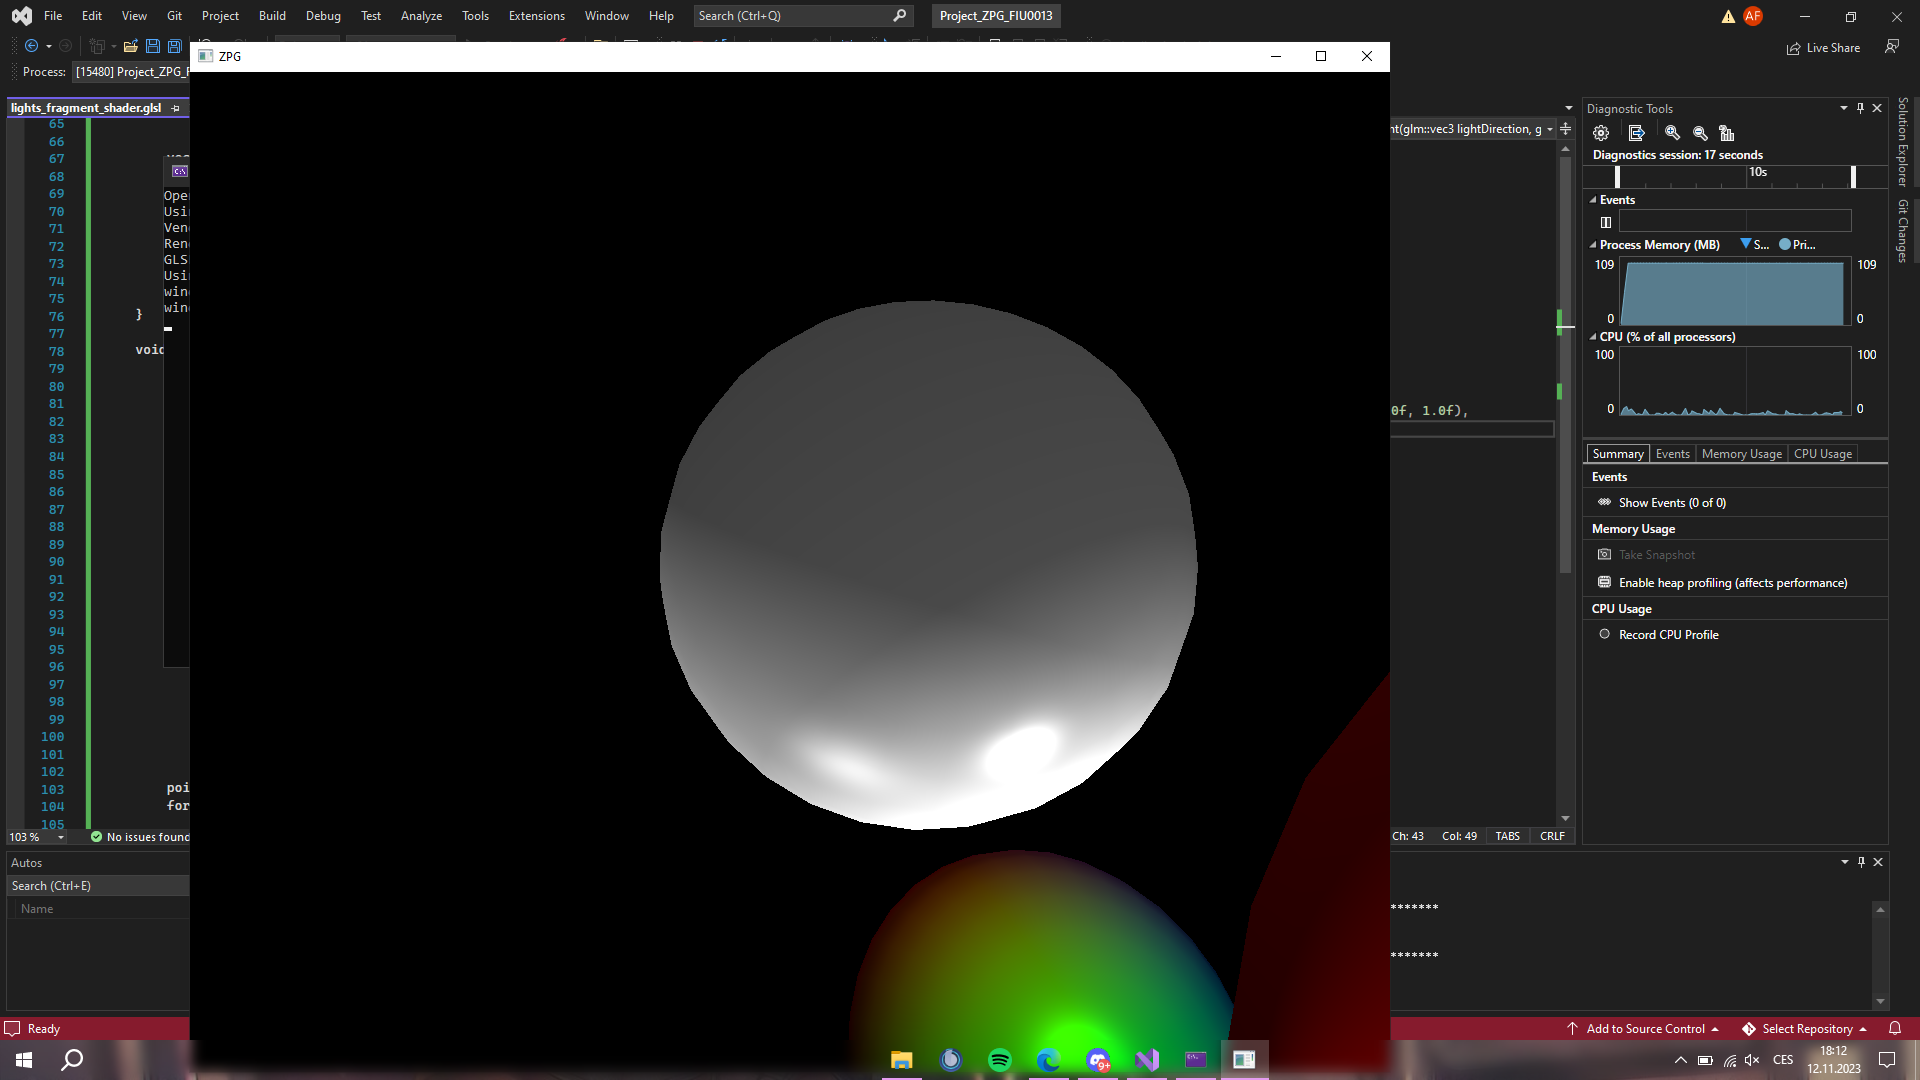 File Edit View Git Project Build Debug Test Analyze Tools Extensions Window Help Search (Ctrl+Q) Project_ZPG_FIU0013 AF
Live Share
Process: [15480] Project_ZPG_
ZPG
lights_fragment_shader.glsl
nt(glm::vec3 lightDirection, g
65
66
67
68
69
70
71
72
73
74
75
76 }
77
78 void
79
80
81
82
83
84
85
86
87
88
89
90
91
92
93
94
95
96
97
98
99
100
101
102
103 poi
104 for
105
Ope
Usi
Ven
Ren
GLS
Usi
win
win
0f, 1.0f),
103 % No issues found
Ch: 43 Col: 49 TABS CRLF
Autos
Search (Ctrl+E)
Name
*******
*******
Diagnostic Tools
Diagnostics session: 17 seconds
10s
Events
Process Memory (MB) S... Pri...
109 109
0 0
CPU (% of all processors)
100 100
0 0
Summary Events Memory Usage CPU Usage
Events
Show Events (0 of 0)
Memory Usage
Take Snapshot
Enable heap profiling (affects performance)
CPU Usage
Record CPU Profile
Solution Explorer
Git Changes
Ready
Add to Source Control Select Repository
9+
CES
18:12
12.11.2023